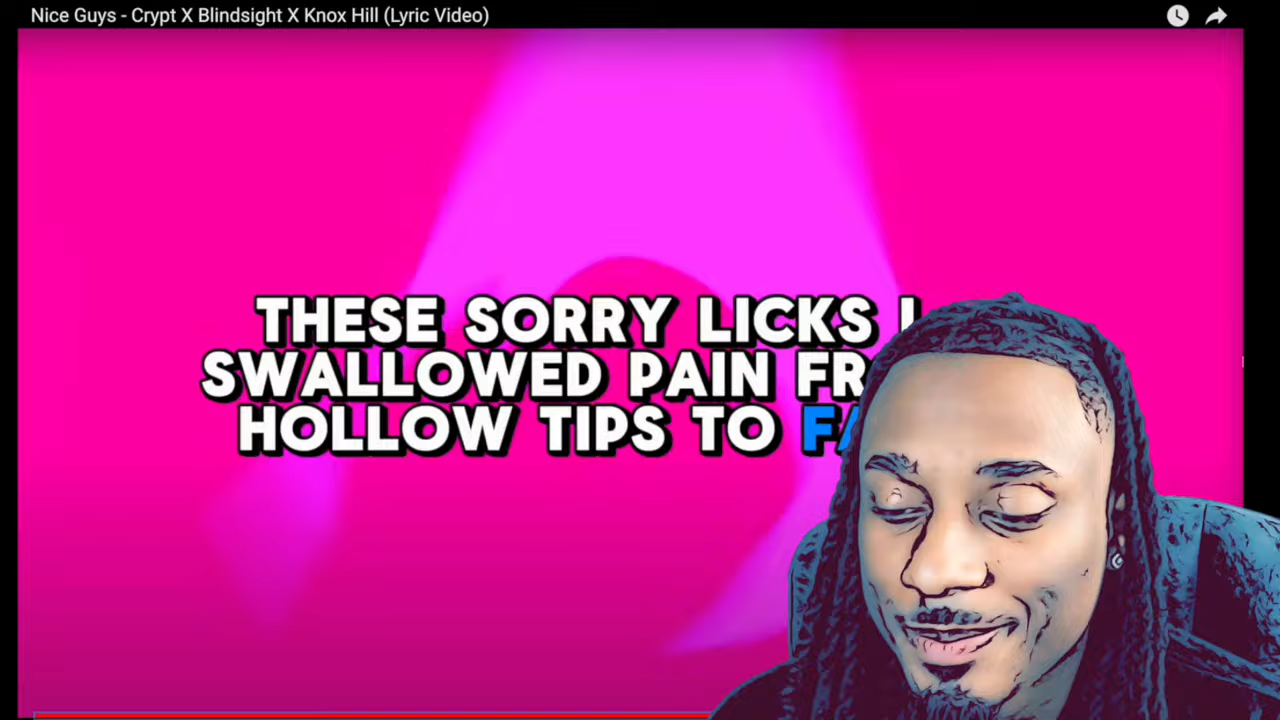 Nice Guys - Crypt X Blindsight X Knox Hill (Lyric Video)
THESE SORRY LICKS I
SWALLOWED PAIN
HOLLOW TIPS TO